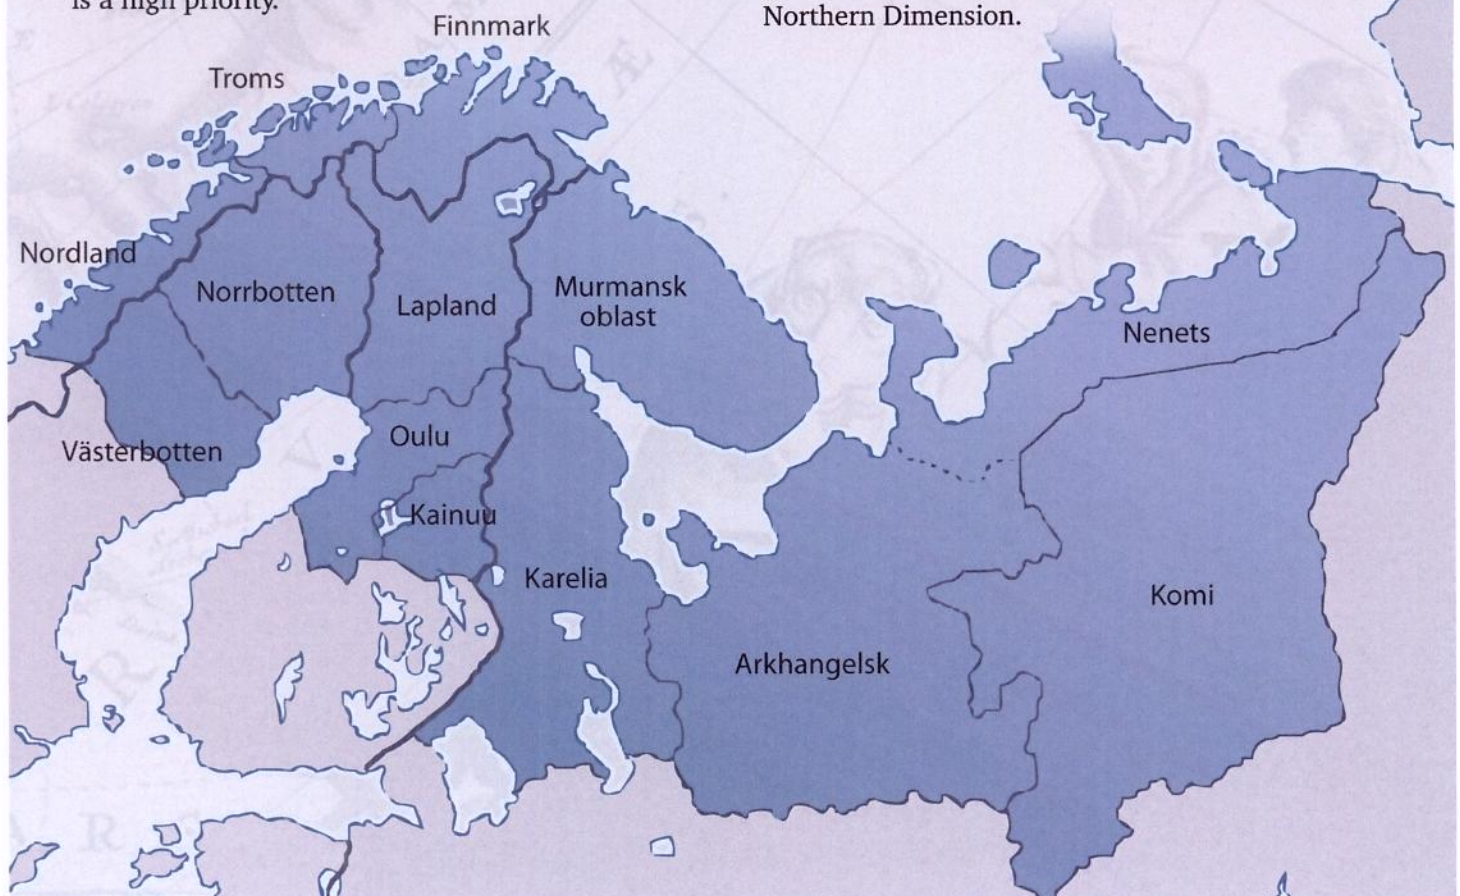 is a high priority.
Northern Dimension.
Finnmark
Troms
Nordland
Norrbotten
Lapland
Murmansk
oblast
Nenets
Västerbotten
Oulu
Kainuu
Karelia
Komi
Arkhangelsk